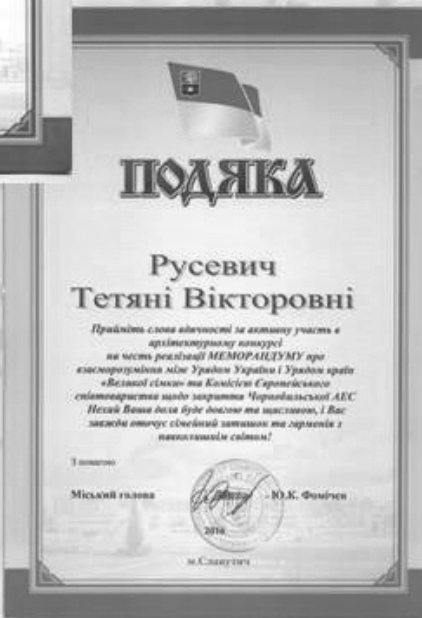 ПОДЯКА
Русевич
Тетяні Вікторовні
Прийміть слова вдячності за активну участь в
архітектурному конкурсі
на честь реалізації МЕМОРАНДУМУ про
взаєморозуміння між Урядом України і Урядом країн
«Великої сімки» та Комісією Європейського
співтовариства щодо закриття Чорнобильської АЕС
Нехай Ваша доля буде довгою та щасливою, і Вас
завжди оточує сімейний затишок та гармонія з
навколишнім світом!
З повагою
Міський голова Ю.К. Фомічев
2016
м.Славутич